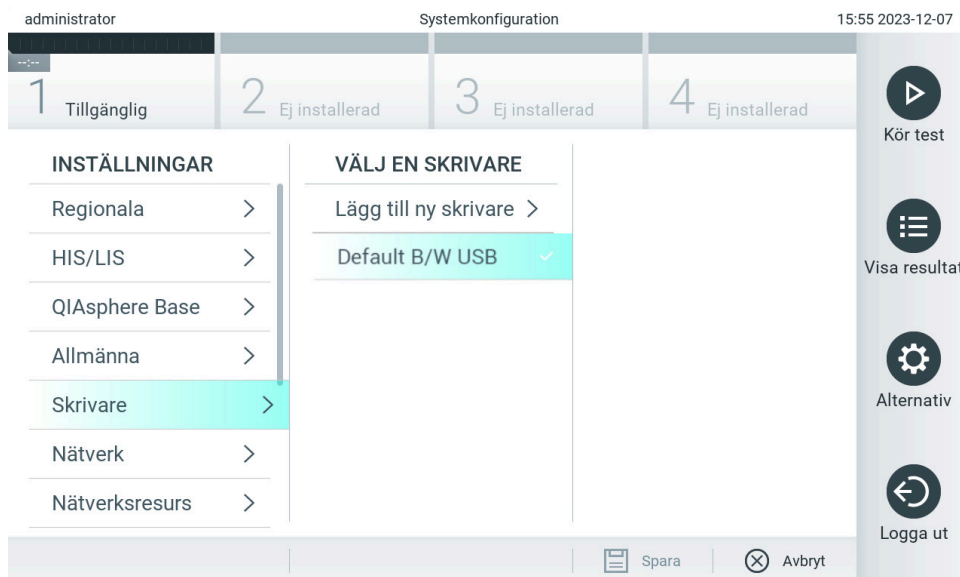 administrator Systemkonfiguration 15:55 2023-12-07
--:--
1 Tillgänglig 2 Ej installerad 3 Ej installerad 4 Ej installerad
Kör test
INSTÄLLNINGAR
Regionala
HIS/LIS
QIAsphere Base
Allmänna
Skrivare
Nätverk
Nätverksresurs
VÄLJ EN SKRIVARE
Lägg till ny skrivare
Default B/W USB
Visa resultat
Alternativ
Logga ut
Spara Avbryt